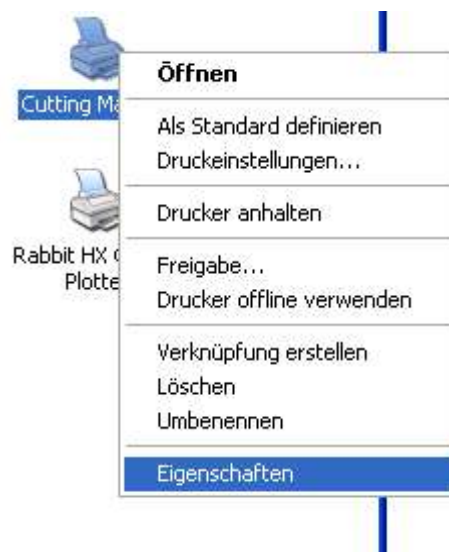 Cutting
Rabbit HX
Plotte
Öffnen
Als Standard definieren
Druckeinstellungen...
Drucker anhalten
Freigabe...
Drucker offline verwenden
Verknüpfung erstellen
Löschen
Umbenennen
Eigenschaften